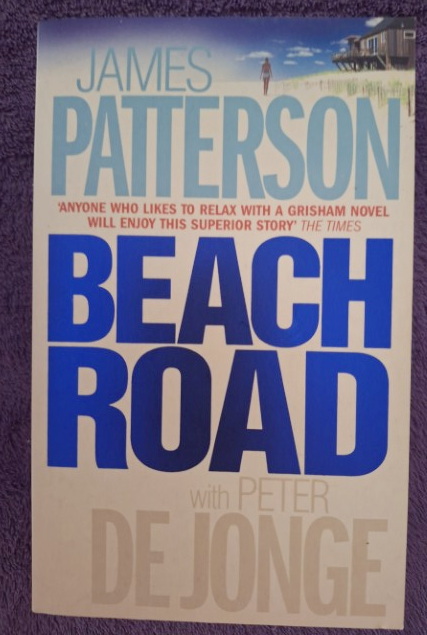 JAMES
PATTERSON
'ANYONE WHO LIKES TO RELAX WITH A GRISHAM NOVEL
WILL ENJOY THIS SUPERIOR STORY' THE TIMES
BEACH
ROAD
with PETER
DE JONGE